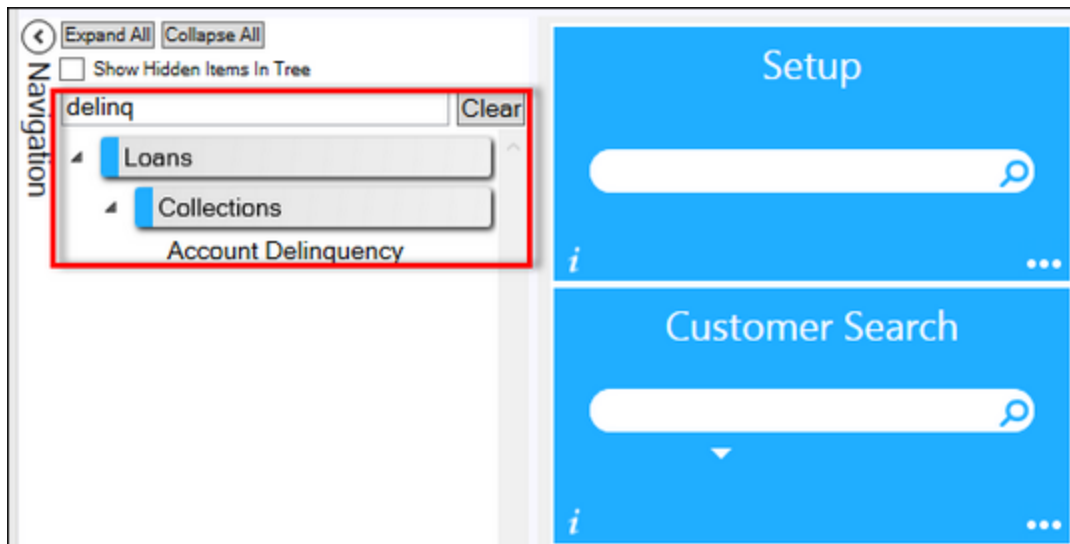 Expand All Collapse All
Show Hidden Items In Tree
Navigation
delinq Clear
Loans
Collections
Account Delinquency
Setup
i
Customer Search
i